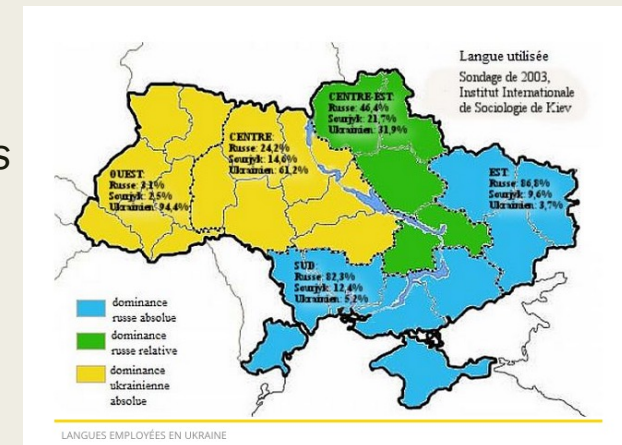 s
Langue utilisée
Sondage de 2003,
Institut Internationale
de Sociologie de Kiev
CENTRE-EST:
Russe: 46,4%
Sourjyk: 21,7%
Ukrainien: 31,9%
CENTRE:
Russe: 24,2%
Sourjyk: 14,6%
Ukrainien: 61,2%
OUEST:
Russe: 3,1%
Sourjyk: 2,5%
Ukrainien: 94,4%
EST:
Russe: 86,8%
Sourjyk: 9,6%
Ukrainien: 3,7%
SUD:
Russe: 82,3%
Sourjyk: 12,4%
Ukrainien: 5,2%
dominance
russe absolue
dominance
russe relative
dominance
ukrainienne
absolue
LANGUES EMPLOYÉES EN UKRAINE